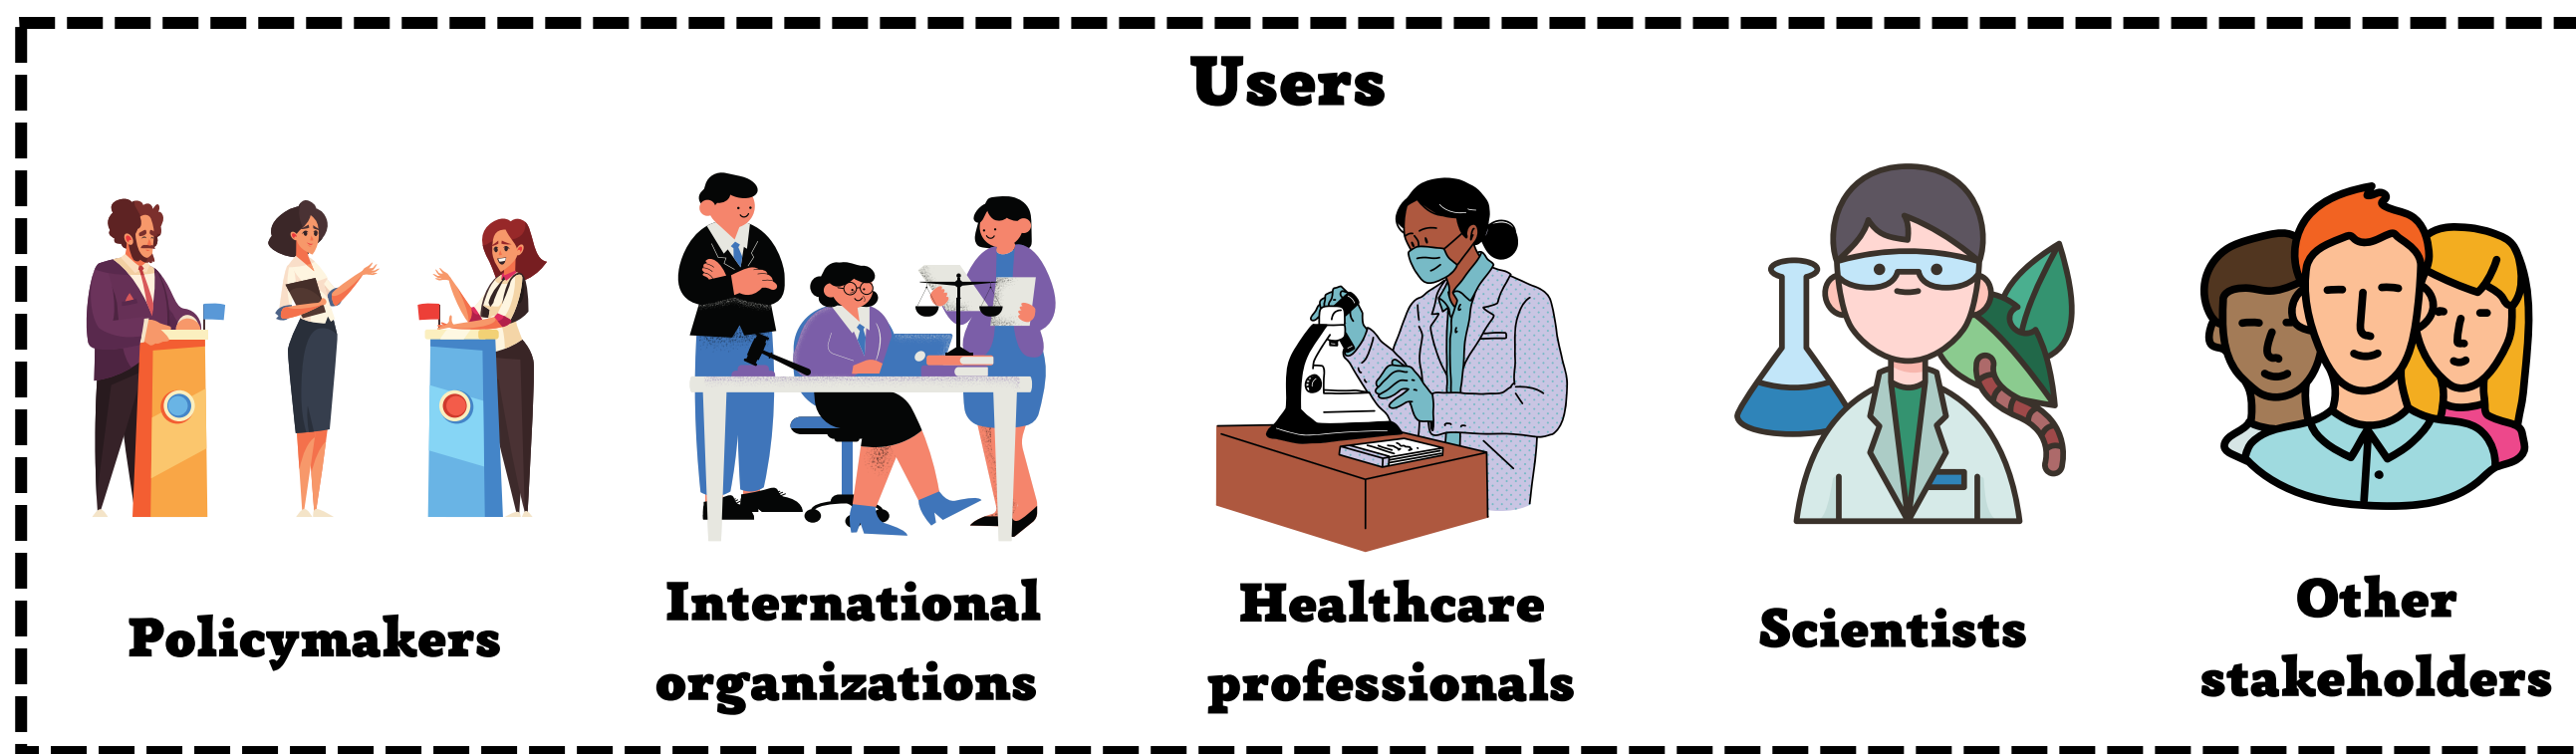 Users
Policymakers
International
organizations
Healthcare
professionals
Scientists
Other
stakeholders